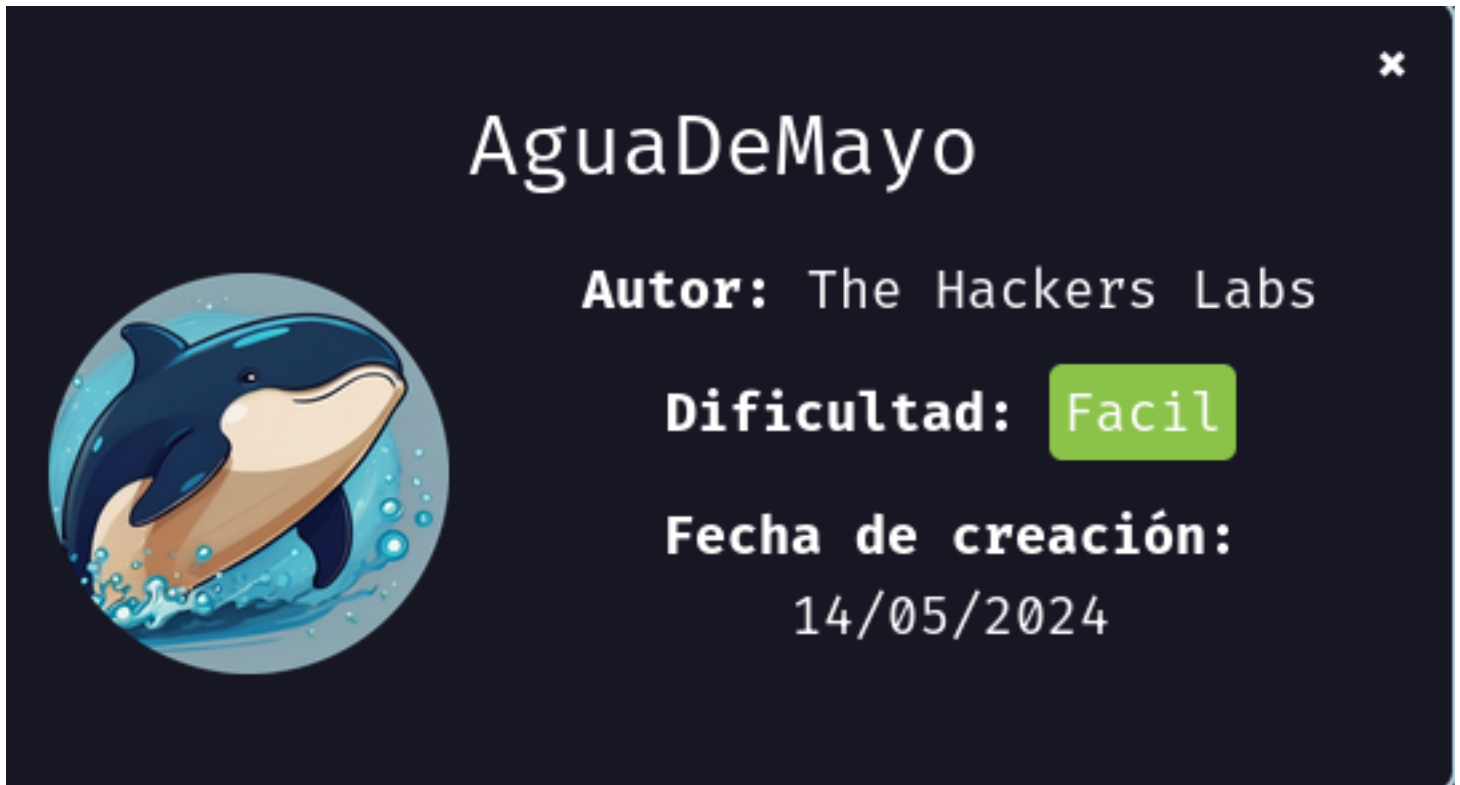 AguaDeMayo
Autor: The Hackers Labs
Dificultad: Facil
Fecha de creación:
14/05/2024